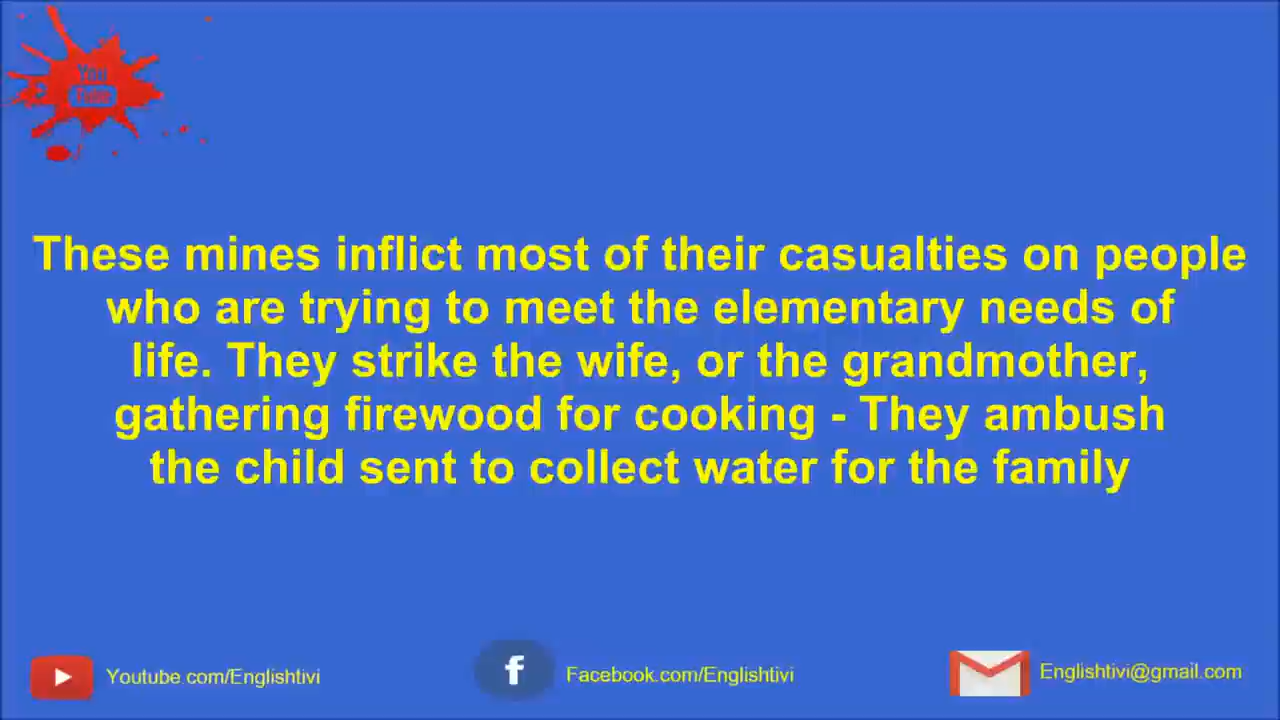 You
Tube
These mines inflict most of their casualties on people
who are trying to meet the elementary needs of
life. They strike the wife, or the grandmother,
gathering firewood for cooking - They ambush
the child sent to collect water for the family
Youtube.com/Englishtivi
f
Facebook.com/Englishtivi
Englishtivi@gmail.com